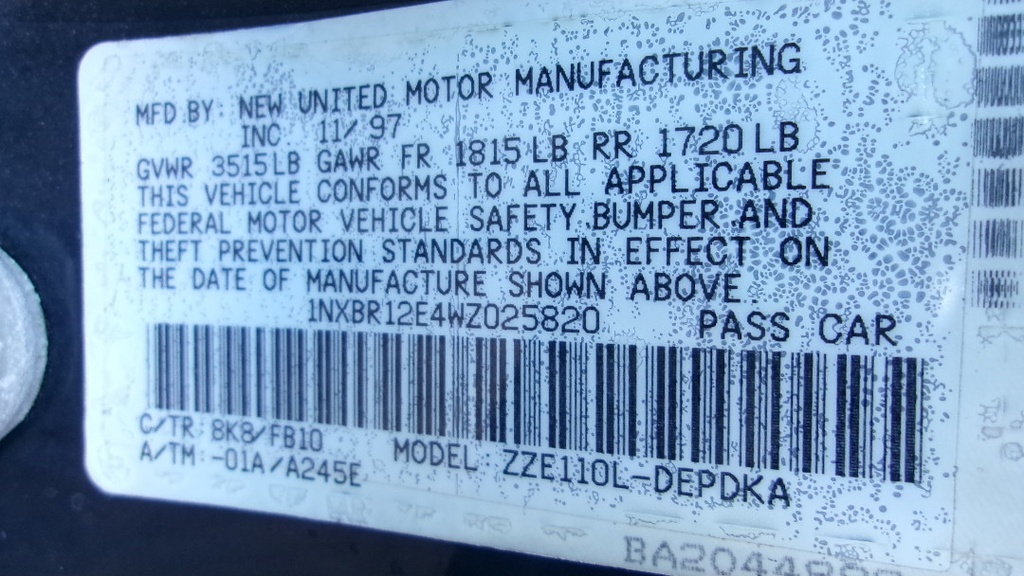 MFD BY: NEW UNITED MOTOR MANUFACTURING
INC 11/97
GVWR 3515LB GAWR FR 1815LB RR 1720LB
THIS VEHICLE CONFORMS TO ALL APPLICABLE
FEDERAL MOTOR VEHICLE SAFETY.BUMPER.AND
THEFT PREVENTION STANDARDS IN EFFECT ON
THE DATE OF MANUFACTURE SHOWN ABOVE.
1NXBR12E4WZ025820 PASS CAR
C/TR:8K8/FB10
A/TM:-01A/A245E MODEL:ZZE110L-DEPDKA